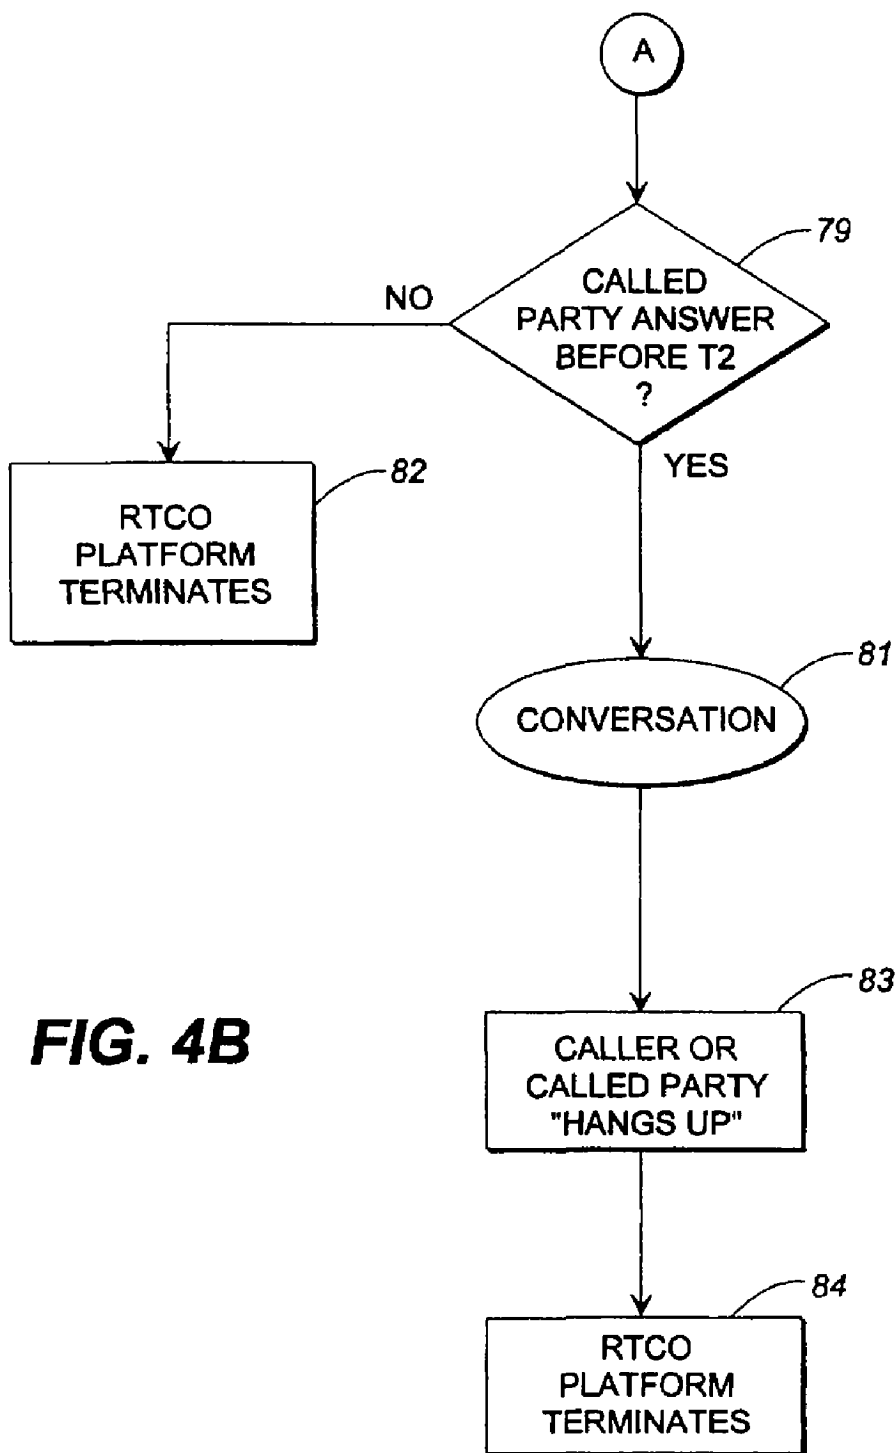 A
79
CALLED
PARTY ANSWER
BEFORE T2
?
NO
YES
82
RTCO
PLATFORM
TERMINATES
81
CONVERSATION
83
CALLER OR
CALLED PARTY
"HANGS UP"
FIG. 4B
84
RTCO
PLATFORM
TERMINATES